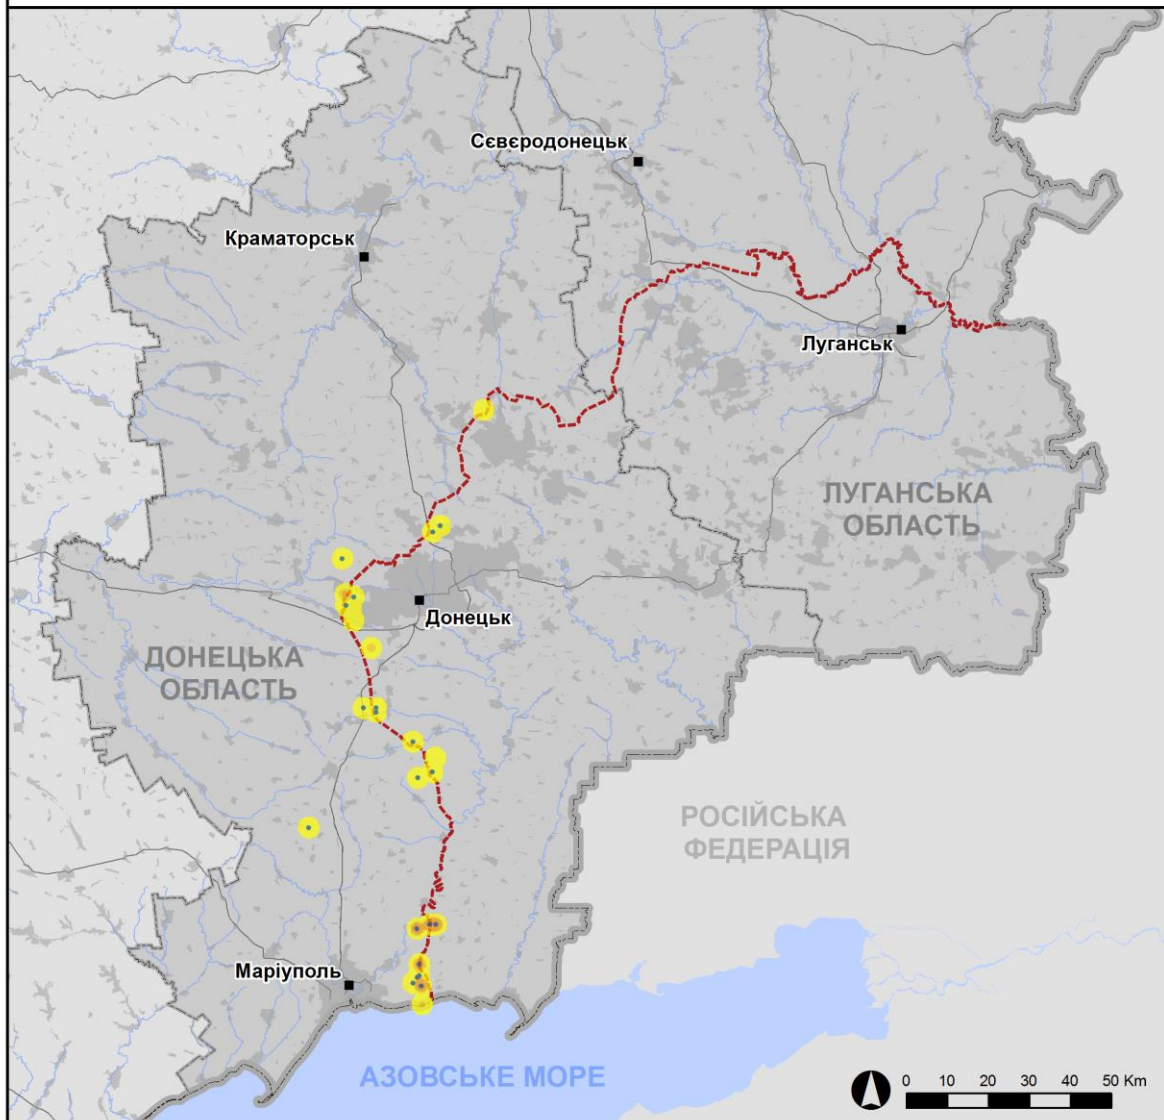 Сєвєродонецьк
Краматорськ
Луганськ
ЛУГАНСЬКА
ОБЛАСТЬ
Донецьк
ДОНЕЦЬКА
ОБЛАСТЬ
РОСІЙСЬКА
ФЕДЕРАЦІЯ
Маріуполь
АЗОВСЬКЕ МОРЕ
0 10 20 30 40 50 Km